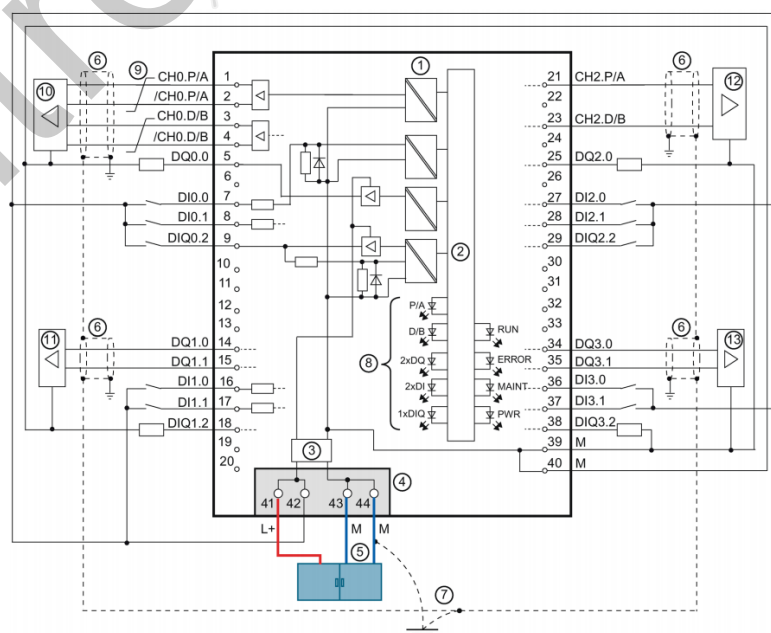 ⑥ ⑨ ⑩ CH0.P/A 1
/CH0.P/A 2
CH0.D/B 3
/CH0.D/B 4
DQ0.0 5
6
DI0.0 7
DI0.1 8
DIQ0.2 9
10
11
12
13
⑪ ⑥ DQ1.0 14
DQ1.1 15
DI1.0 16
DI1.1 17
DIQ1.2 18
19
20
①
②
⑧
P/A
D/B
2xDQ
2xDI
1xDIQ
RUN
ERROR
MAINT
PWR
③
④
41 42 43 44
L+ M M
⑤
⑦
21 CH2.P/A ⑥ ⑫
22
23 CH2.D/B
24
25 DQ2.0
26
27 DI2.0
28 DI2.1
29 DIQ2.2
30
31
32
33
34 DQ3.0 ⑥ ⑬
35 DQ3.1
36 DI3.0
37 DI3.1
38 DIQ3.2
39 M
40 M